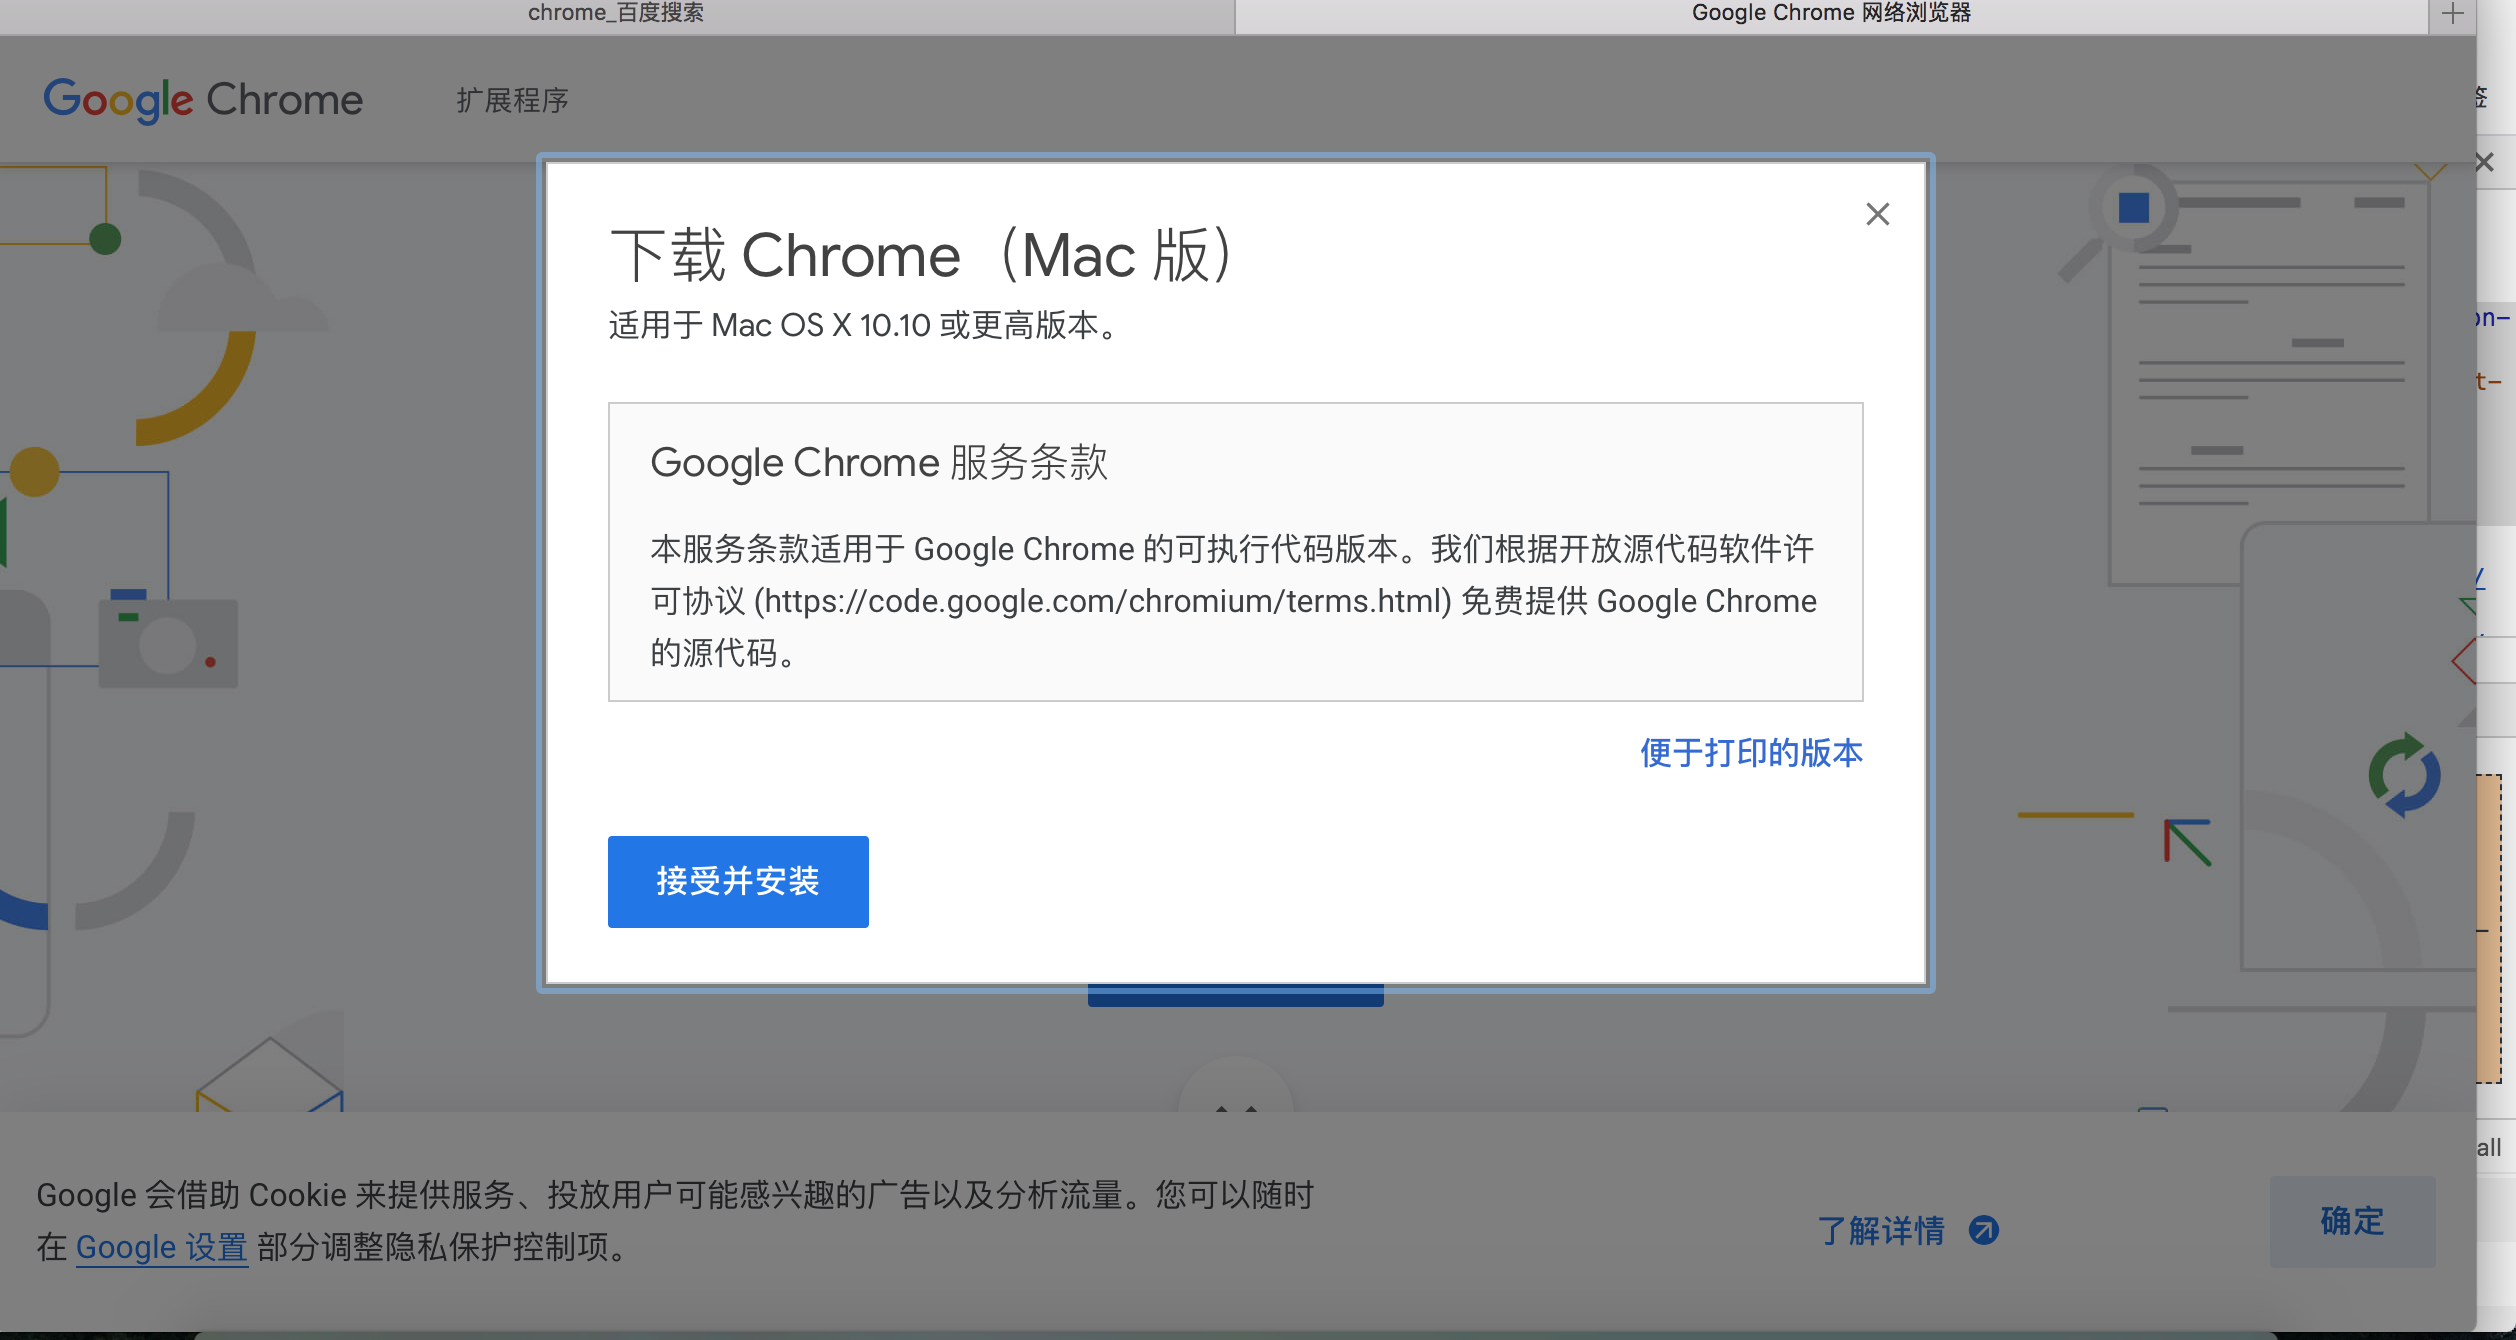 chrome_百度搜索
Google Chrome 网络浏览器
Google Chrome
扩展程序
下载 Chrome（Mac 版）
适用于 Mac OS X 10.10 或更高版本。
Google Chrome 服务条款
本服务条款适用于 Google Chrome 的可执行代码版本。我们根据开放源代码软件许
可协议 (https://code.google.com/chromium/terms.html) 免费提供 Google Chrome
的源代码。
便于打印的版本
接受并安装
Google 会借助 Cookie 来提供服务、投放用户可能感兴趣的广告以及分析流量。您可以随时
在 Google 设置 部分调整隐私保护控制项。
了解详情
确定
all